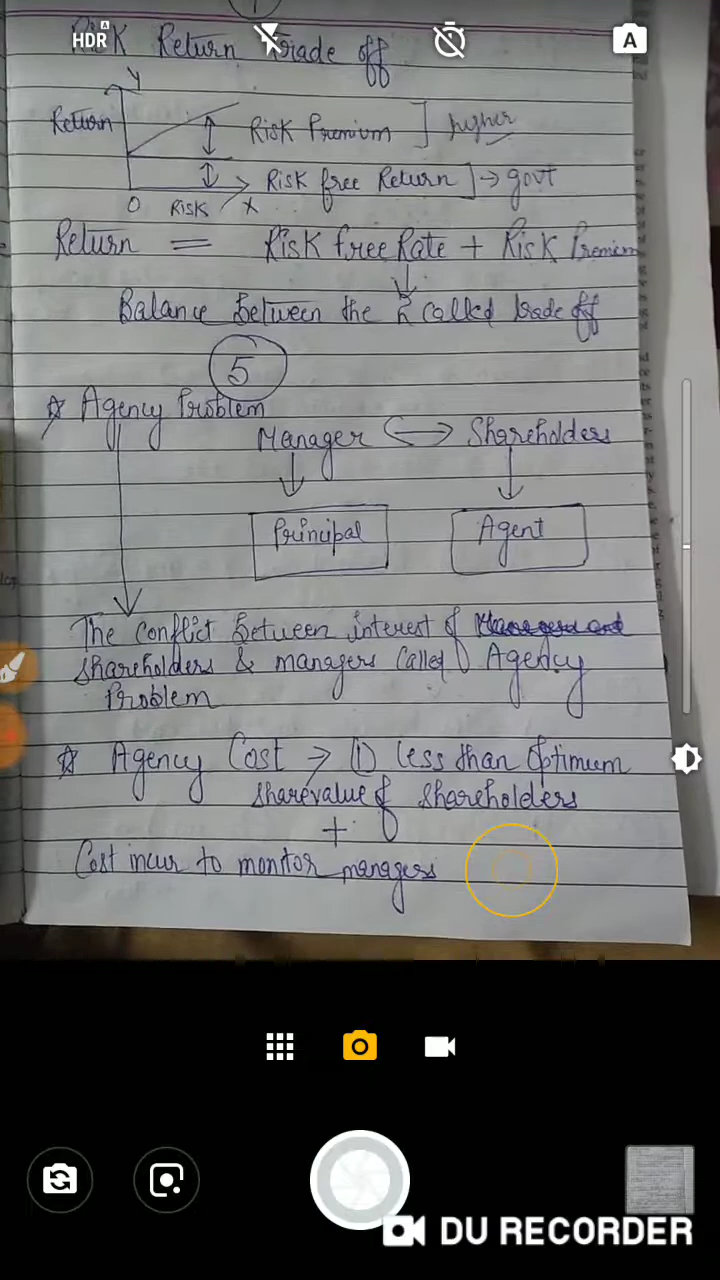 HDR
A
Risk Return Trade off
Y
Return
Risk Premium ] higher
Risk free Return ] → govt
O Risk X
Return = Risk free Rate + Risk Premium
Balance between the 2 called trade off
5
☆ Agency Problem
Manager ⟷ Shareholders
Principal Agent
The conflict between interest of
Shareholders & managers called Agency
Problem
☆ Agency Cost → ① less than Optimum
Sharevalue of Shareholders
+
Cost incur to monitor managers
DU RECORDER